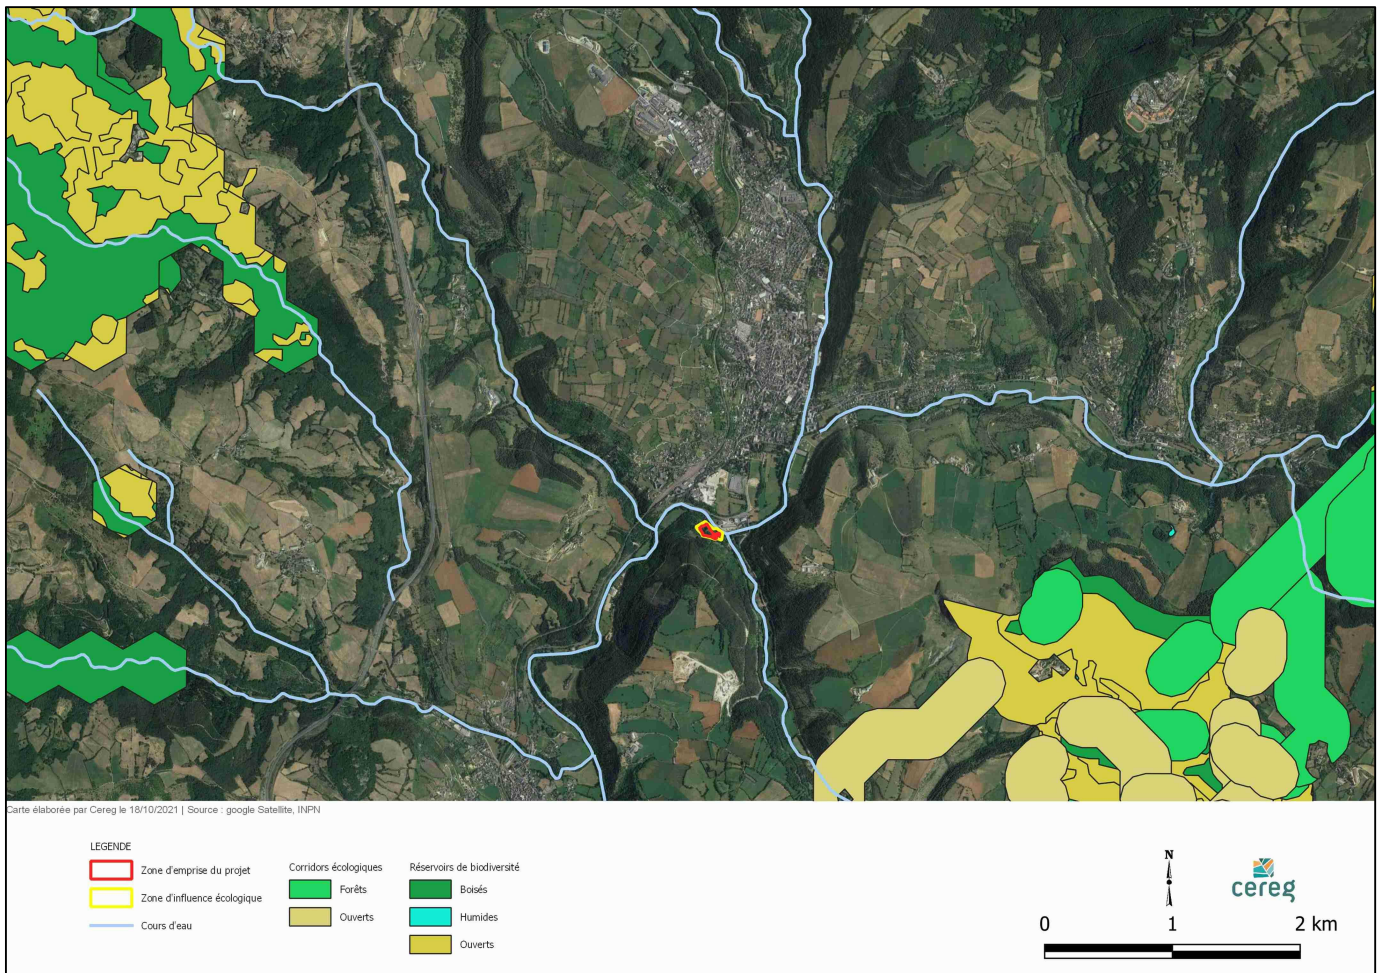 Carte élaborée par Cereg le 18/10/2021 | Source : google Satellite, INPN
LEGENDE
Zone d'emprise du projet
Zone d'influence écologique
Cours d'eau
Corridors écologiques
Forêts
Ouverts
Réservoirs de biodiversité
Boisés
Humides
Ouverts
N
cereg
0 1 2 km